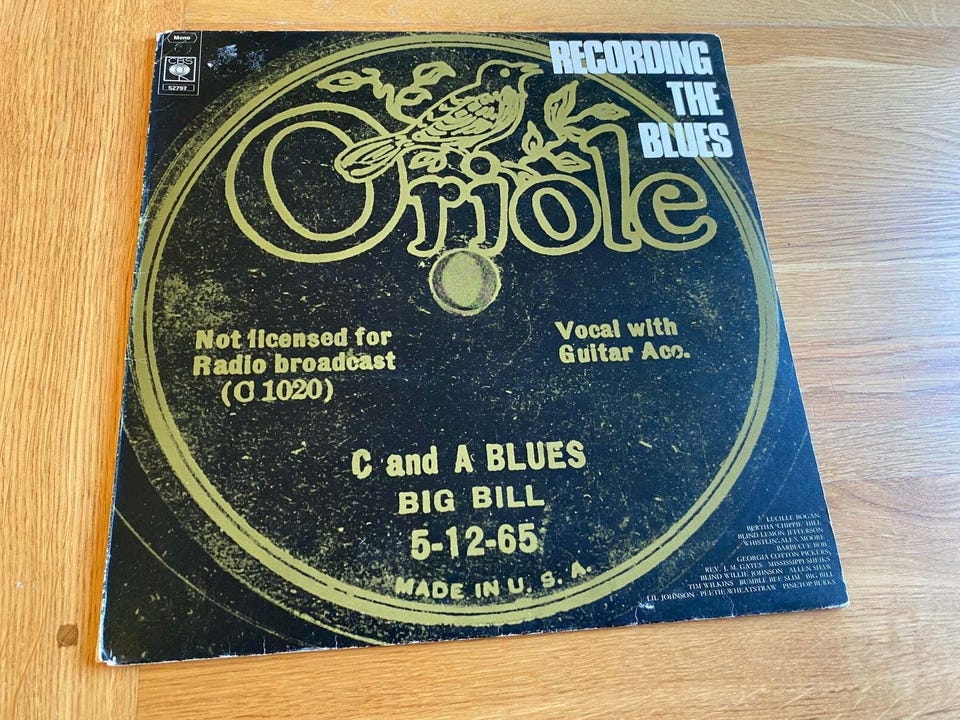 Mono
CBS
52797
RECORDING
THE
BLUES
Oriole
Not licensed for
Radio broadcast
(C 1020)
Vocal with
Guitar Acc.
C and A BLUES
BIG BILL
5-12-65
MADE IN U. S. A.
LUCILLE BOGAN
BERTHA 'CHIPPIE' HILL
BLIND LEMON JEFFERSON
WHISTLIN' ALEX MOORE
BARBECUE BOB
GEORGIA COTTON PICKERS
REV. J. M. GATES · MISSISSIPPI SHEIKS
BLIND WILLIE JOHNSON · ALLEN SHAW
TIM WILKINS · BUMBLE BEE SLIM · BIG BILL
LIL JOHNSON · PEETIE WHEATSTRAW · PINETOP BURKS